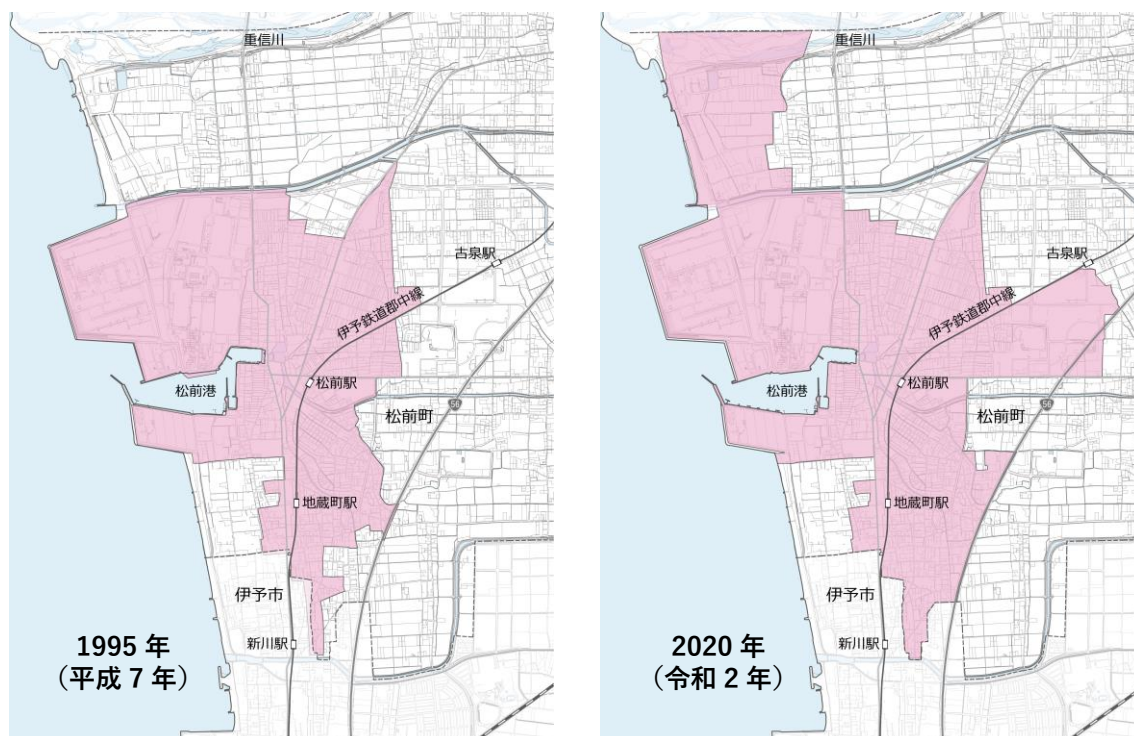 重信川
古泉駅
伊予鉄道郡中線
松前港
松前駅
松前町
56
地蔵町駅
伊予市
新川駅
1995 年
（平成 7 年）
重信川
古泉駅
伊予鉄道郡中線
松前港
松前駅
松前町
56
地蔵町駅
伊予市
新川駅
2020 年
（令和 2 年）